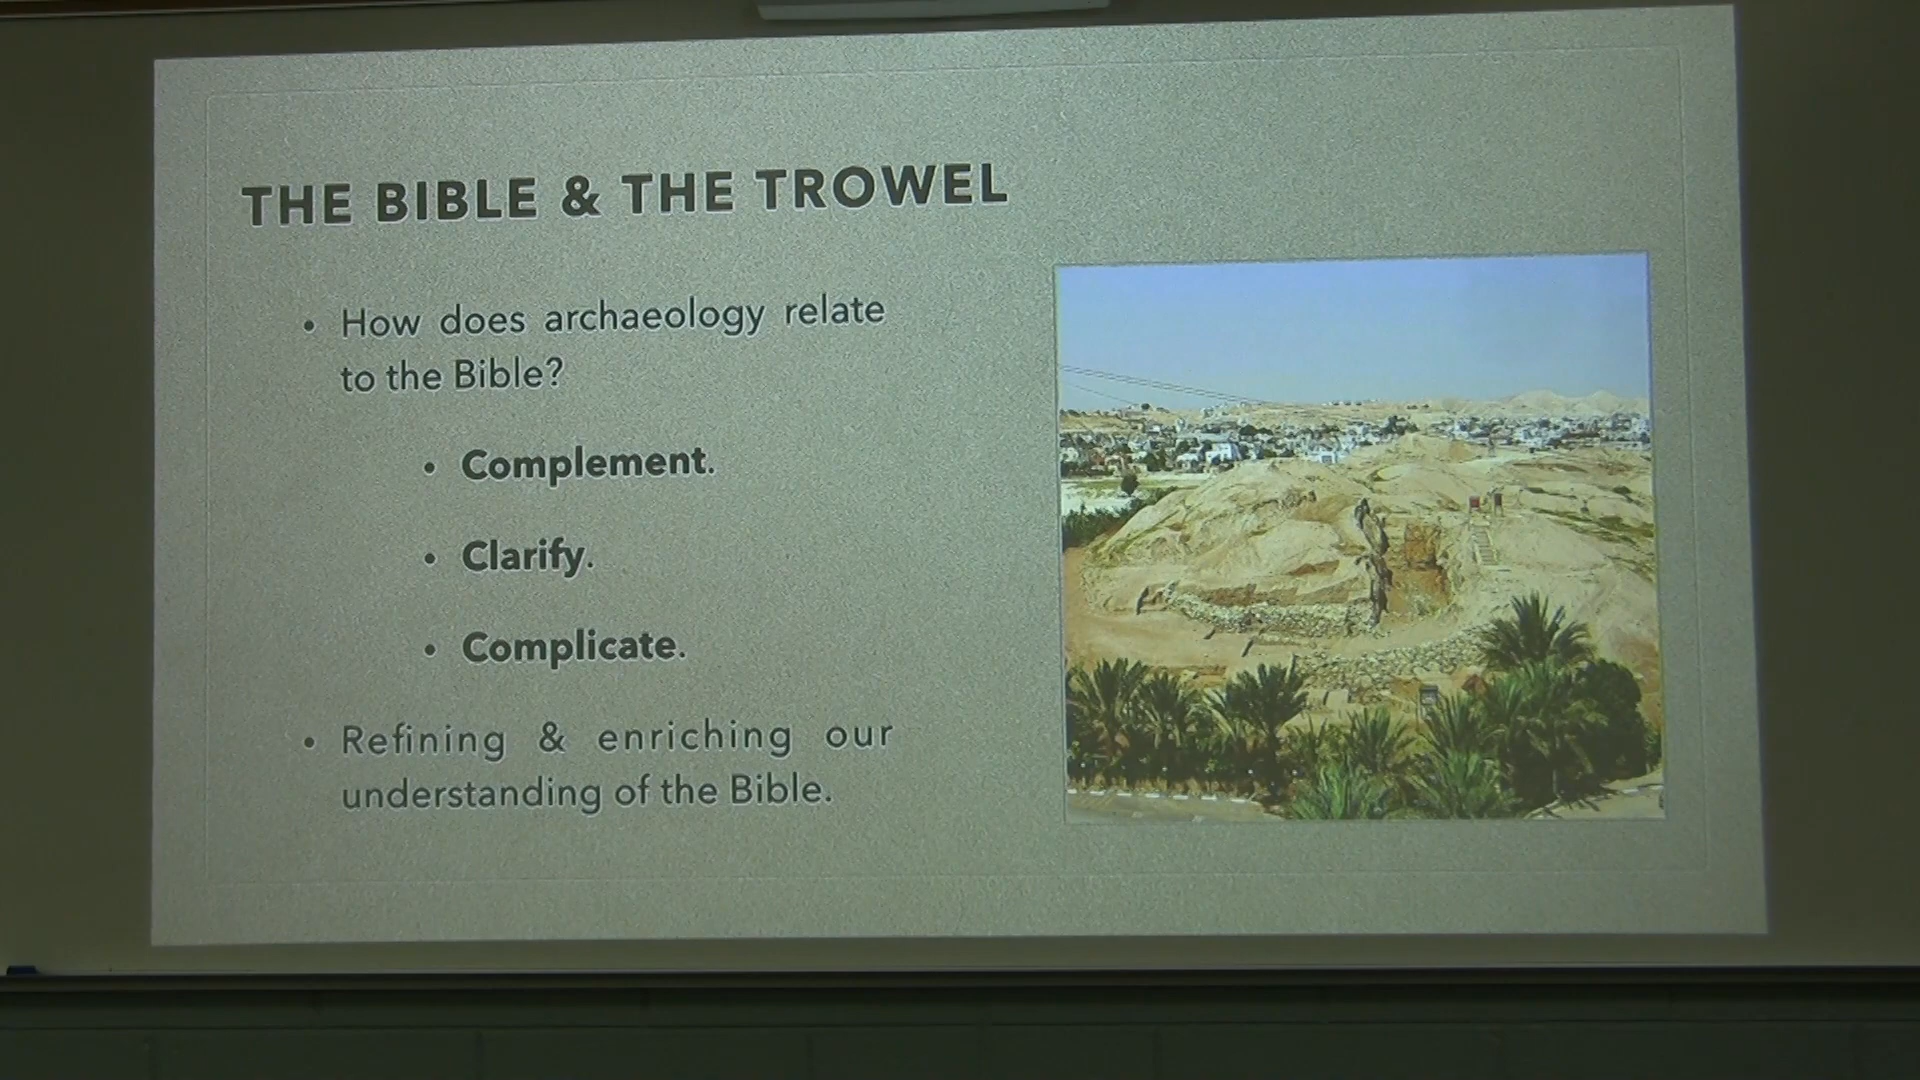 THE BIBLE & THE TROWEL
• How does archaeology relate
to the Bible?
• Complement.
• Clarify.
• Complicate.
• Refining & enriching our
understanding of the Bible.